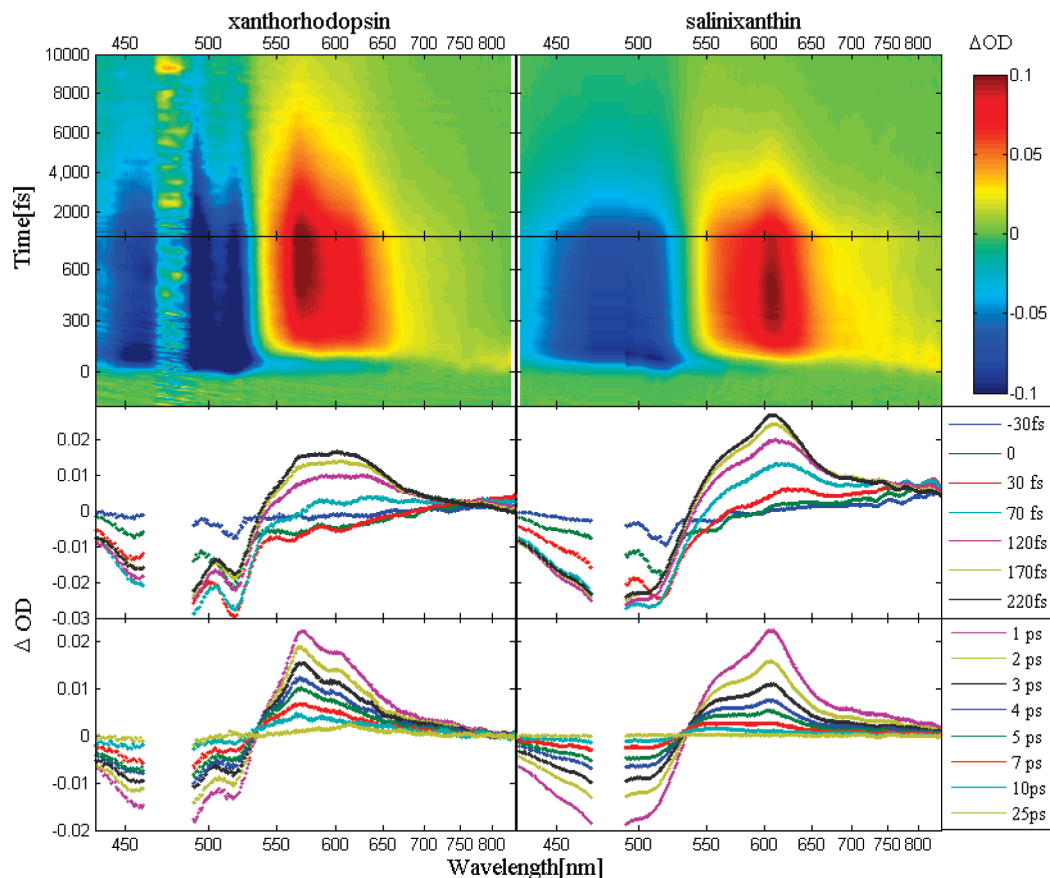 xanthorhodopsin
salinixanthin
450 500 550 600 650 700 750 800
450 500 550 600 650 700 750 800
ΔOD
10000
8000
6000
4,000
2000
600
300
0
Time[fs]
0.1
0.05
0
-0.05
-0.1
0.02
0.01
0
-0.01
-0.02
-0.03
-30fs
0
30 fs
70 fs
120fs
170fs
220fs
Δ OD
0.02
0.01
0
-0.01
-0.02
1 ps
2 ps
3 ps
4 ps
5 ps
7 ps
10ps
25ps
450 500 550 600 650 700 750 800
450 500 550 600 650 700 750 800
Wavelength[nm]